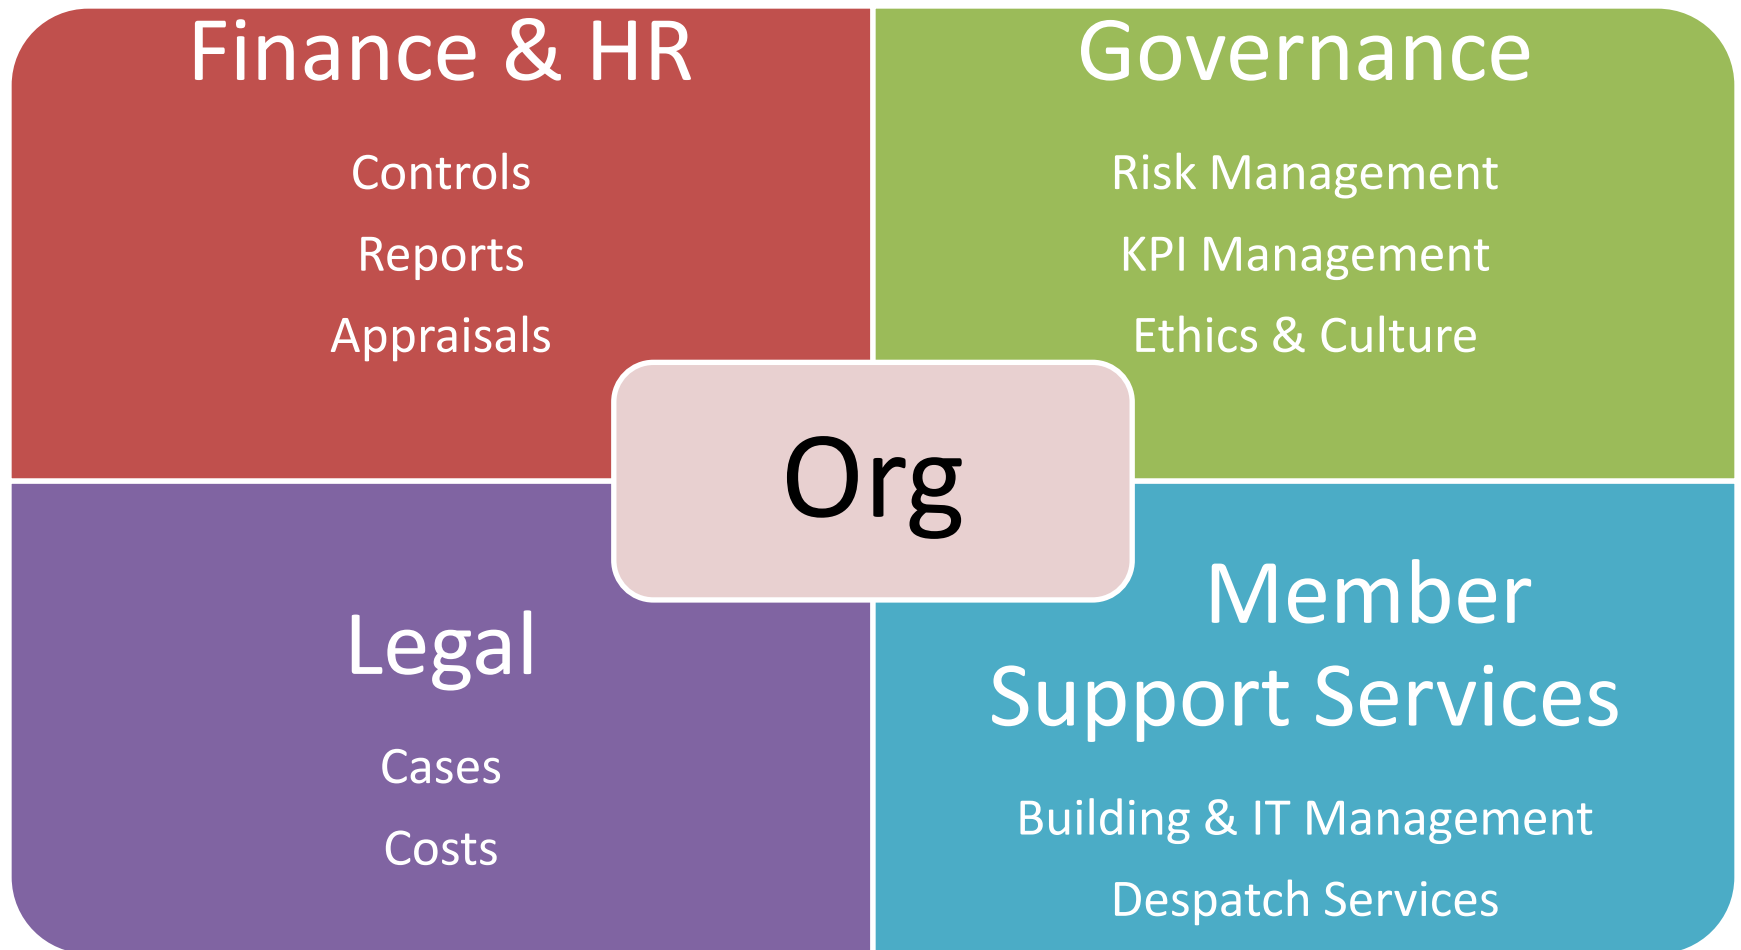 Finance & HR
Controls
Reports
Appraisals
Governance
Risk Management
KPI Management
Ethics & Culture
Org
Legal
Cases
Costs
Member
Support Services
Building & IT Management
Despatch Services